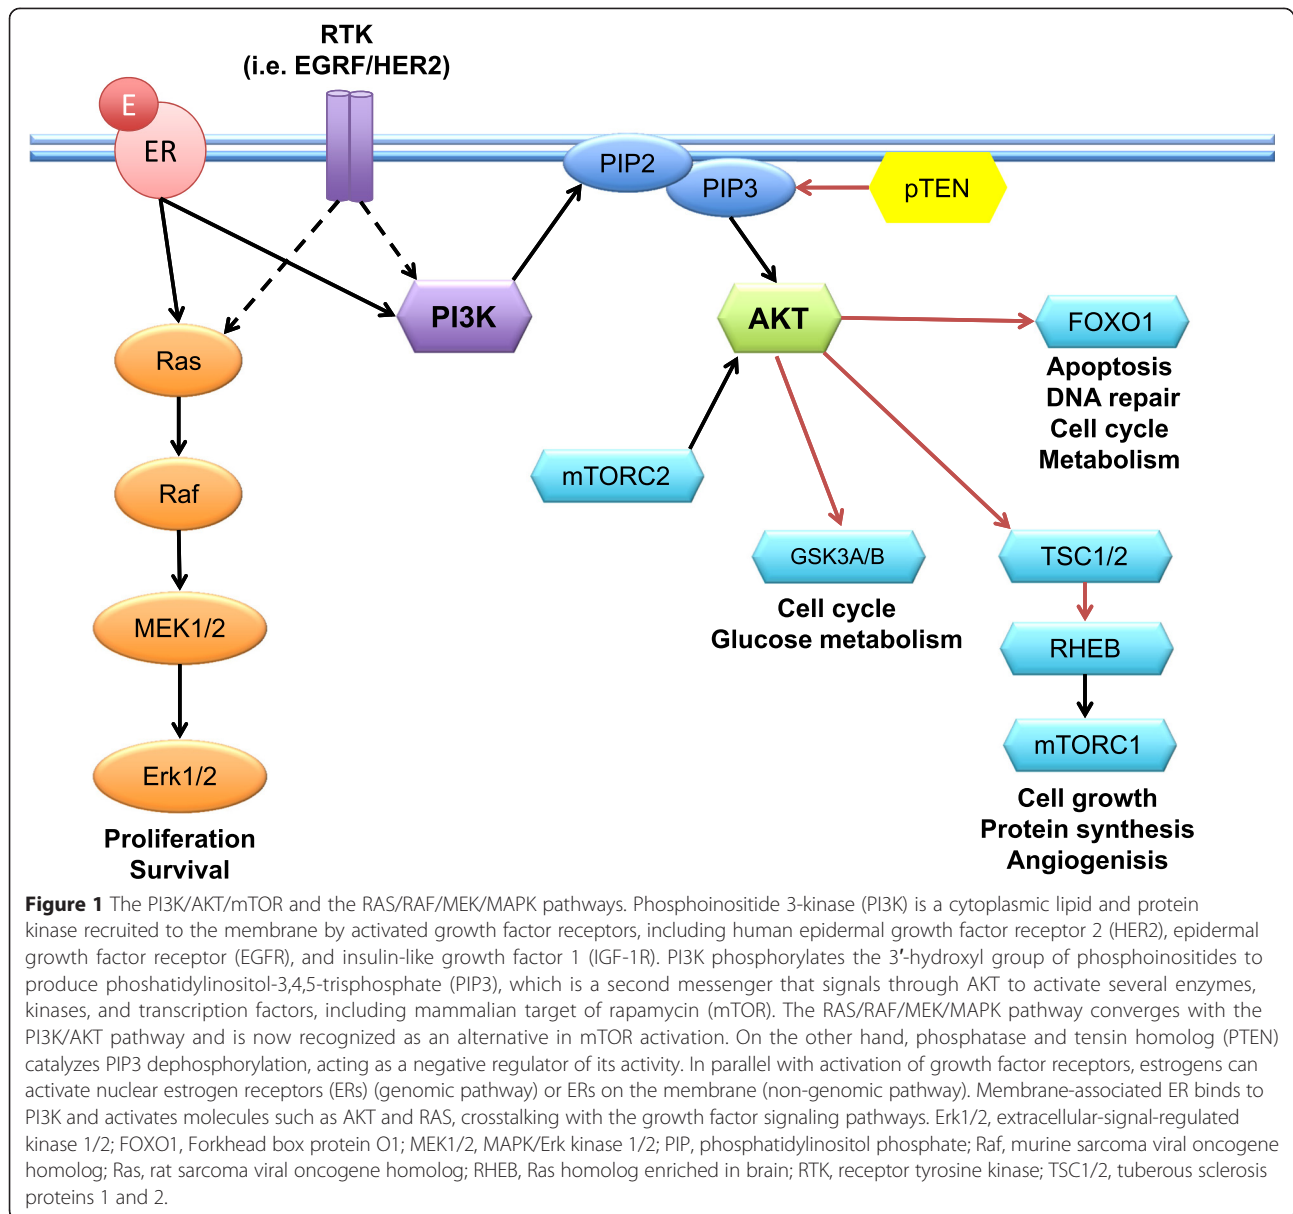 RTK
(i.e. EGRF/HER2)
E
ER
PIP2
PIP3
pTEN
PI3K
AKT
FOXO1
Apoptosis
DNA repair
Cell cycle
Metabolism
Ras
mTORC2
Raf
GSK3A/B
Cell cycle
Glucose metabolism
TSC1/2
MEK1/2
RHEB
mTORC1
Erk1/2
Cell growth
Protein synthesis
Angiogenisis
Proliferation
Survival
Figure 1 The PI3K/AKT/mTOR and the RAS/RAF/MEK/MAPK pathways. Phosphoinositide 3-kinase (PI3K) is a cytoplasmic lipid and protein
kinase recruited to the membrane by activated growth factor receptors, including human epidermal growth factor receptor 2 (HER2), epidermal
growth factor receptor (EGFR), and insulin-like growth factor 1 (IGF-1R). PI3K phosphorylates the 3′-hydroxyl group of phosphoinositides to
produce phoshatidylinositol-3,4,5-trisphosphate (PIP3), which is a second messenger that signals through AKT to activate several enzymes,
kinases, and transcription factors, including mammalian target of rapamycin (mTOR). The RAS/RAF/MEK/MAPK pathway converges with the
PI3K/AKT pathway and is now recognized as an alternative in mTOR activation. On the other hand, phosphatase and tensin homolog (PTEN)
catalyzes PIP3 dephosphorylation, acting as a negative regulator of its activity. In parallel with activation of growth factor receptors, estrogens can
activate nuclear estrogen receptors (ERs) (genomic pathway) or ERs on the membrane (non-genomic pathway). Membrane-associated ER binds to
PI3K and activates molecules such as AKT and RAS, crosstalking with the growth factor signaling pathways. Erk1/2, extracellular-signal-regulated
kinase 1/2; FOXO1, Forkhead box protein O1; MEK1/2, MAPK/Erk kinase 1/2; PIP, phosphatidylinositol phosphate; Raf, murine sarcoma viral oncogene
homolog; Ras, rat sarcoma viral oncogene homolog; RHEB, Ras homolog enriched in brain; RTK, receptor tyrosine kinase; TSC1/2, tuberous sclerosis
proteins 1 and 2.